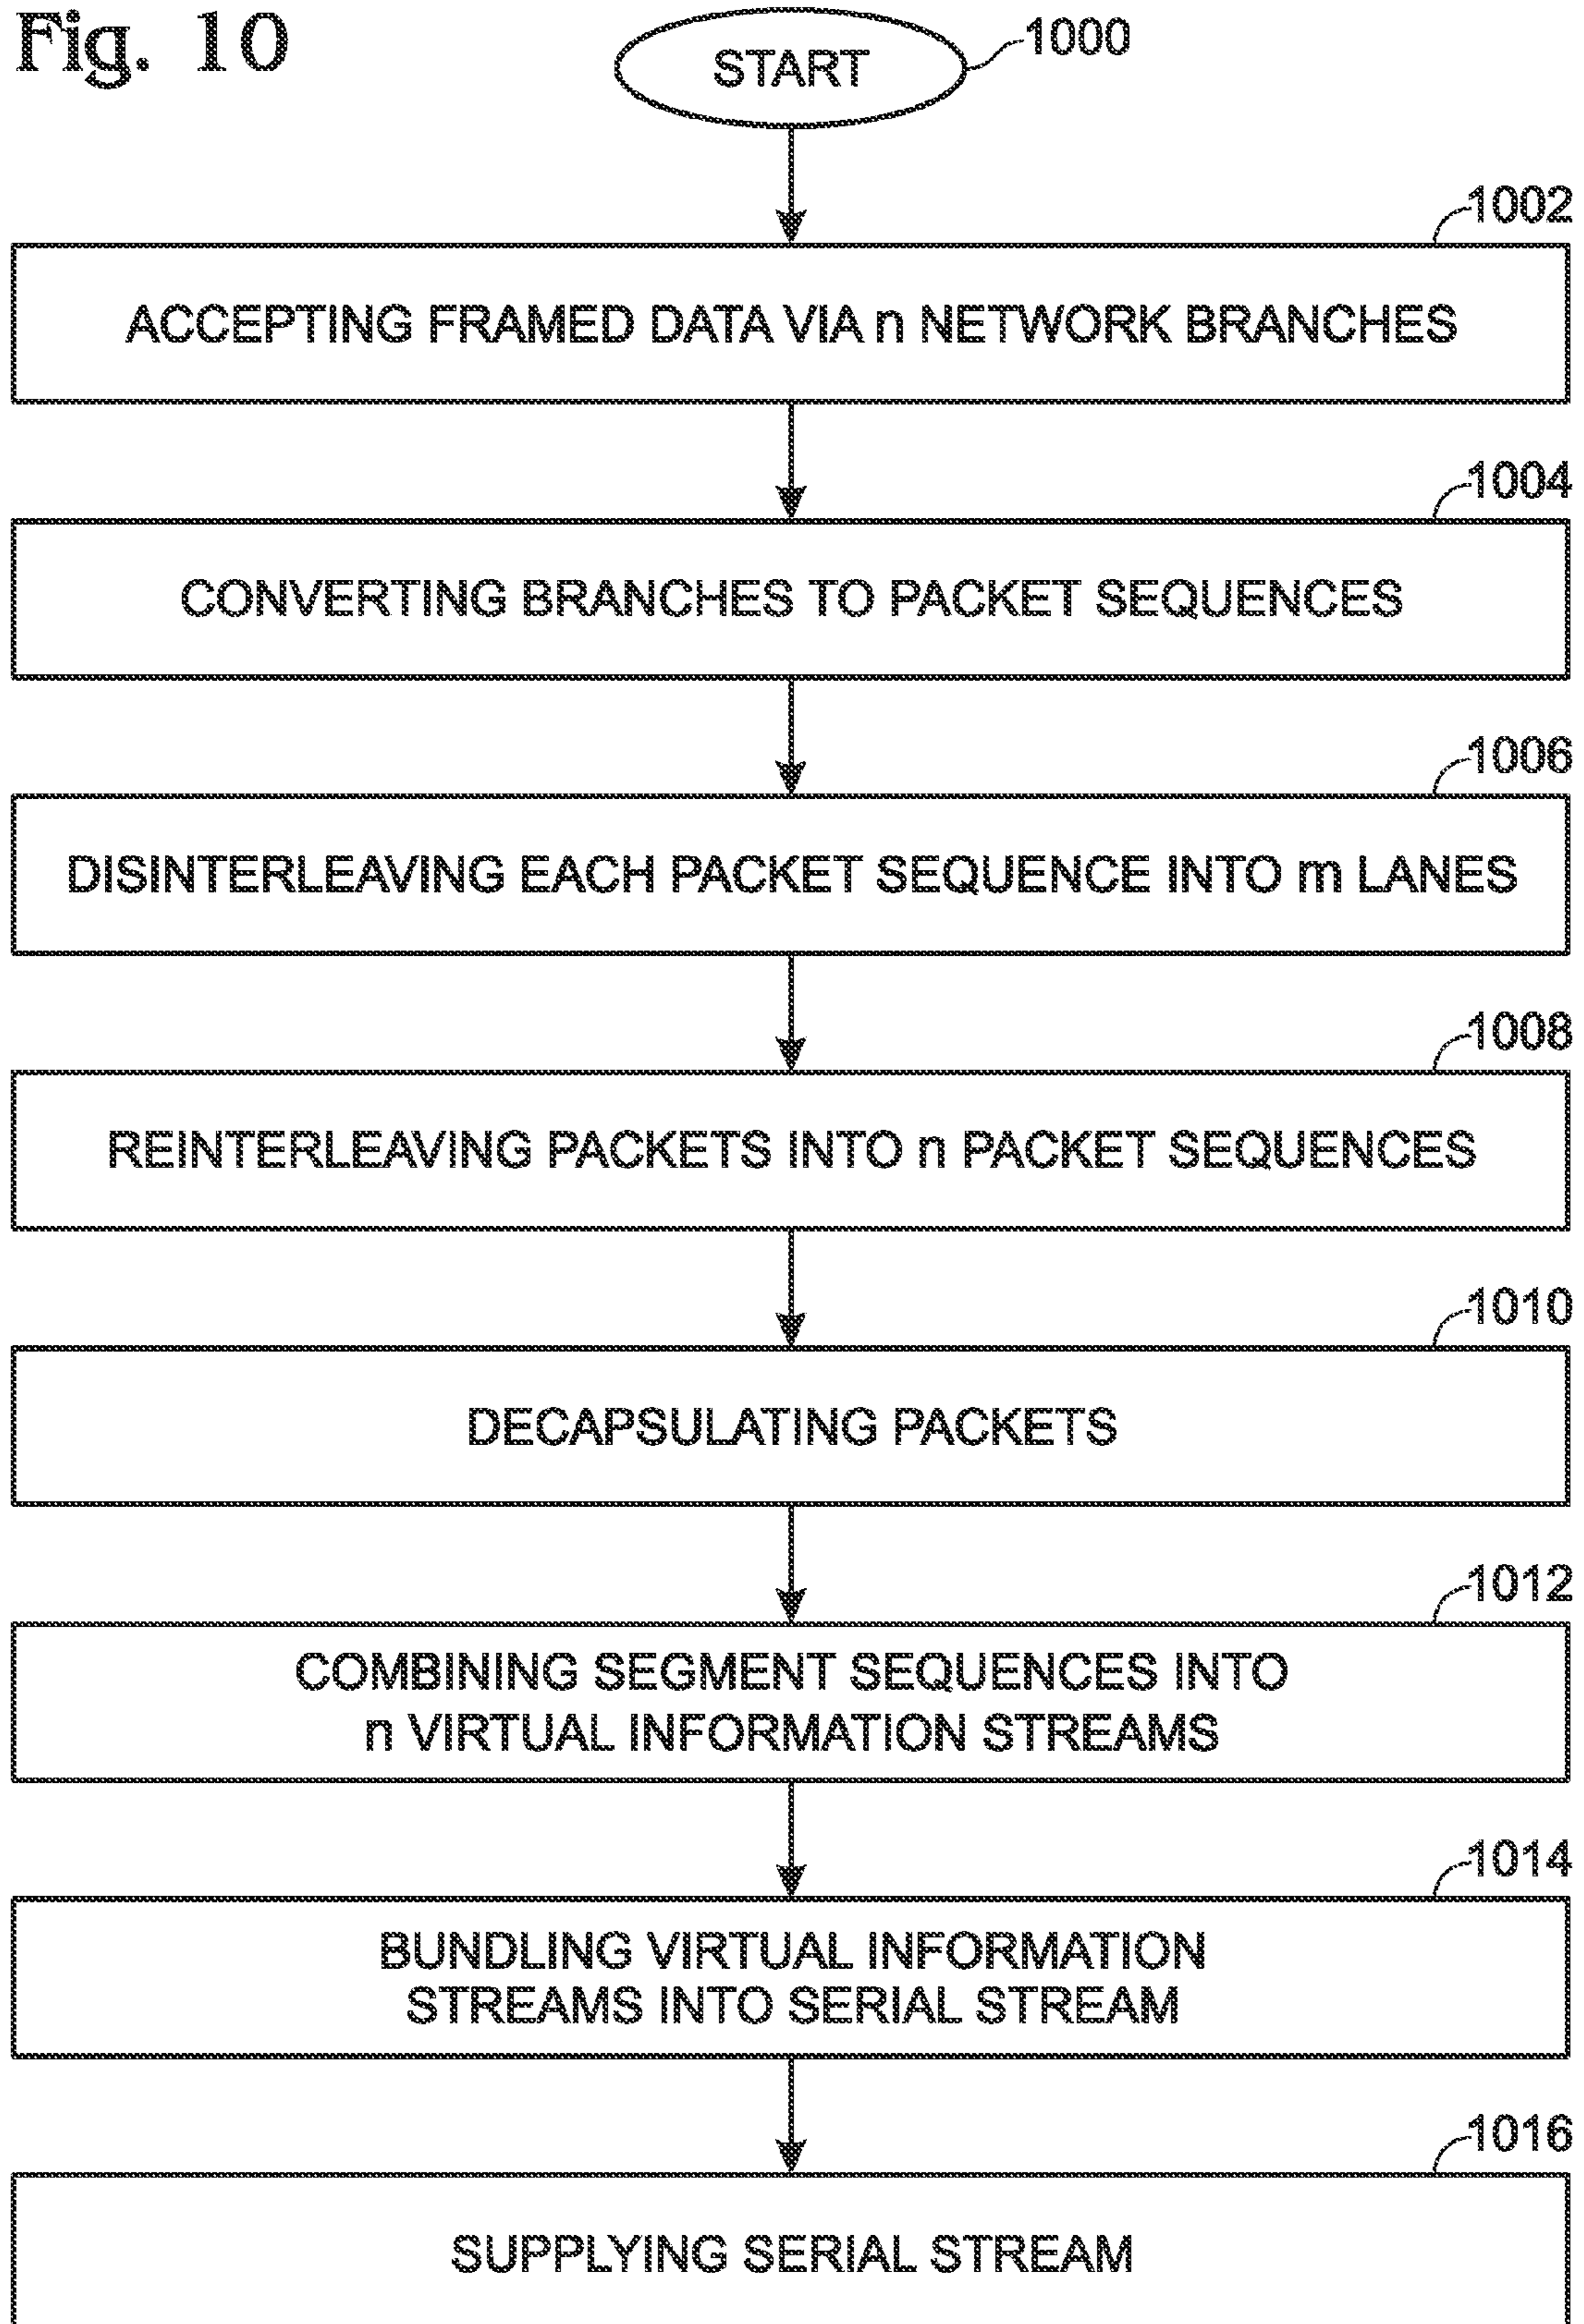 Fig. 10
START
1000
1002
ACCEPTING FRAMED DATA VIA n NETWORK BRANCHES
1004
CONVERTING BRANCHES TO PACKET SEQUENCES
1006
DISINTERLEAVING EACH PACKET SEQUENCE INTO m LANES
1008
REINTERLEAVING PACKETS INTO n PACKET SEQUENCES
1010
DECAPSULATING PACKETS
1012
COMBINING SEGMENT SEQUENCES INTO
n VIRTUAL INFORMATION STREAMS
1014
BUNDLING VIRTUAL INFORMATION
STREAMS INTO SERIAL STREAM
1016
SUPPLYING SERIAL STREAM